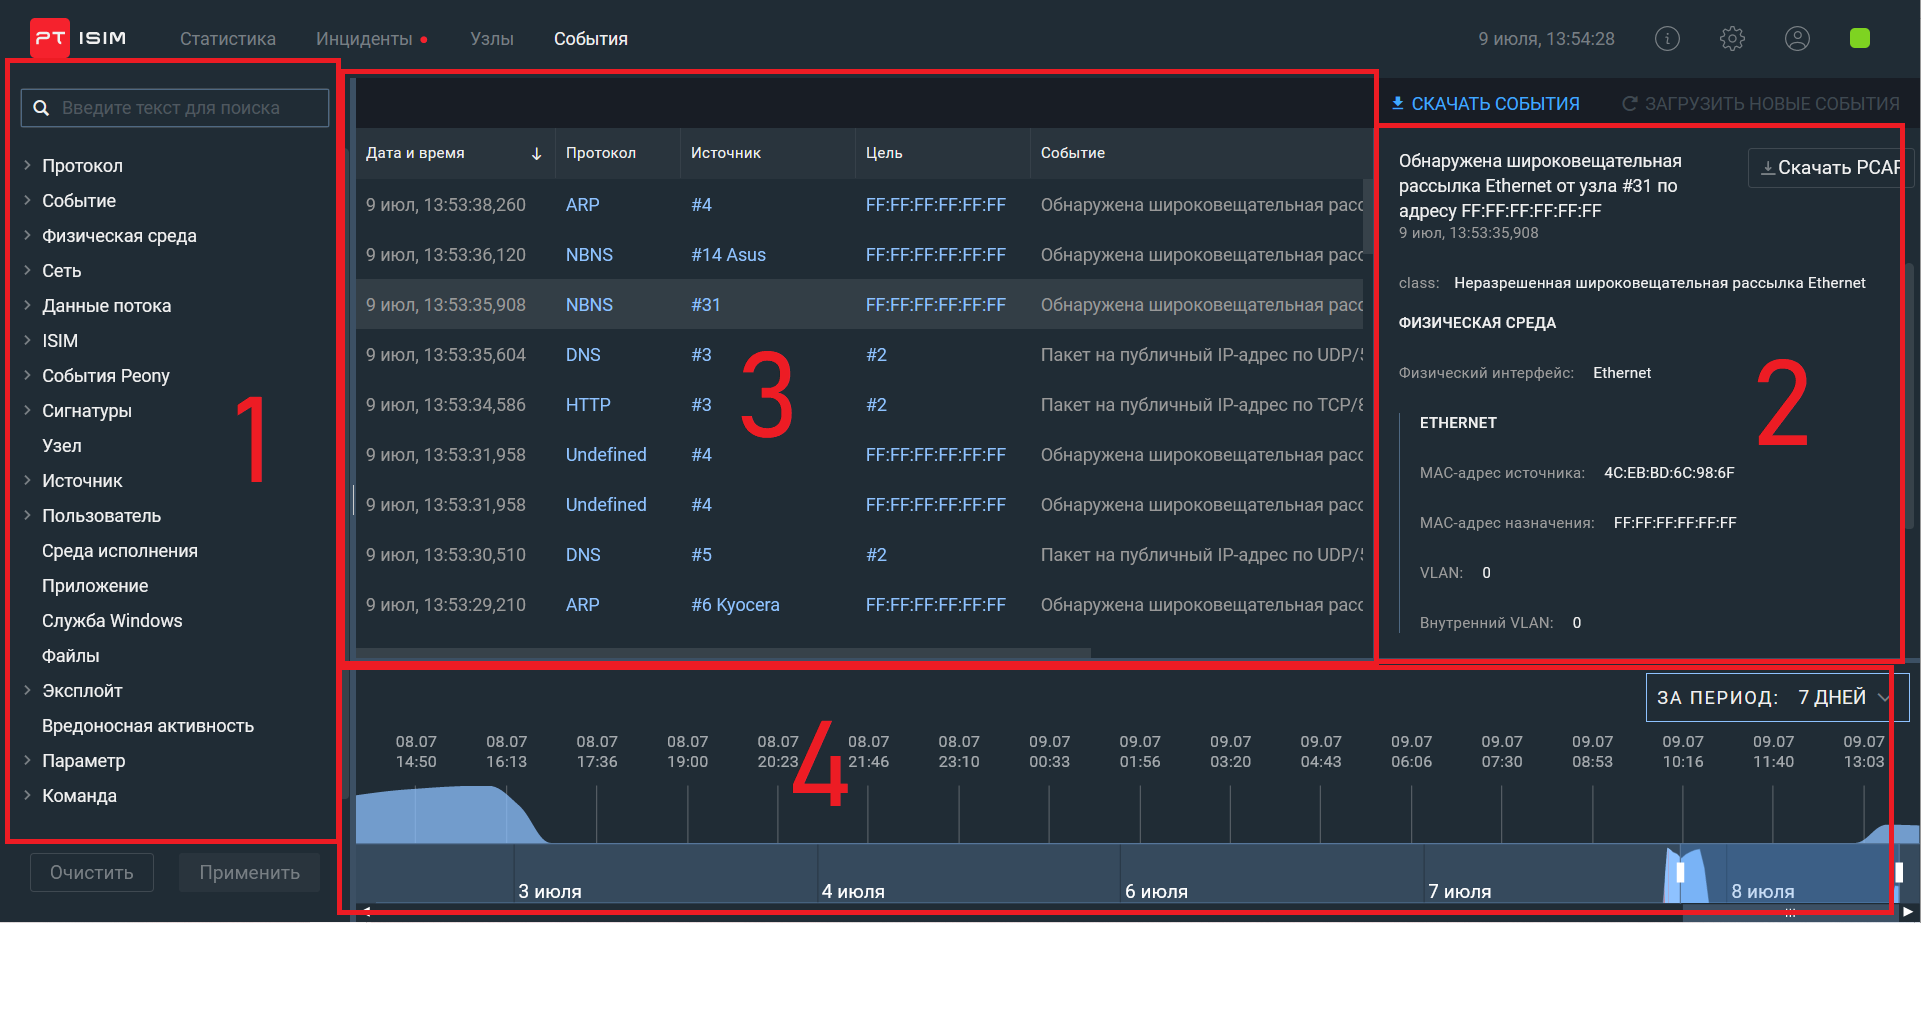 PT ISIM
Статистика
Инциденты
Узлы
События
9 июля, 13:54:28
Введите текст для поиска
Протокол
Событие
Физическая среда
Сеть
Данные потока
ISIM
События Peony
Сигнатуры
Узел
Источник
Пользователь
Среда исполнения
Приложение
Служба Windows
Файлы
Эксплойт
Вредоносная активность
Параметр
Команда
Очистить
Применить
1
СКАЧАТЬ СОБЫТИЯ
ЗАГРУЗИТЬ НОВЫЕ СОБЫТИЯ
Дата и время Протокол Источник Цель Событие
9 июл, 13:53:38,260 ARP #4 FF:FF:FF:FF:FF:FF Обнаружена широковещательная расс
9 июл, 13:53:36,120 NBNS #14 Asus FF:FF:FF:FF:FF:FF Обнаружена широковещательная расс
9 июл, 13:53:35,908 NBNS #31 FF:FF:FF:FF:FF:FF Обнаружена широковещательная расс
9 июл, 13:53:35,604 DNS #3 #2 Пакет на публичный IP-адрес по UDP/5
9 июл, 13:53:34,586 HTTP #3 #2 Пакет на публичный IP-адрес по TCP/8
9 июл, 13:53:31,958 Undefined #4 FF:FF:FF:FF:FF:FF Обнаружена широковещательная расс
9 июл, 13:53:31,958 Undefined #4 FF:FF:FF:FF:FF:FF Обнаружена широковещательная расс
9 июл, 13:53:30,510 DNS #5 #2 Пакет на публичный IP-адрес по UDP/5
9 июл, 13:53:29,210 ARP #6 Kyocera FF:FF:FF:FF:FF:FF Обнаружена широковещательная расс
3
Обнаружена широковещательная
рассылка Ethernet от узла #31 по
адресу FF:FF:FF:FF:FF:FF
9 июл, 13:53:35,908
Скачать PCAP
class: Неразрешенная широковещательная рассылка Ethernet
ФИЗИЧЕСКАЯ СРЕДА
Физический интерфейс: Ethernet
ETHERNET
MAC-адрес источника: 4C:EB:BD:6C:98:6F
MAC-адрес назначения: FF:FF:FF:FF:FF:FF
VLAN: 0
Внутренний VLAN: 0
2
ЗА ПЕРИОД: 7 ДНЕЙ
08.07 08.07 08.07 08.07 08.07 08.07 08.07 09.07 09.07 09.07 09.07 09.07 09.07 09.07 09.07 09.07 09.07
14:50 16:13 17:36 19:00 20:23 21:46 23:10 00:33 01:56 03:20 04:43 06:06 07:30 08:53 10:16 11:40 13:03
4
3 июля 4 июля 6 июля 7 июля 8 июля